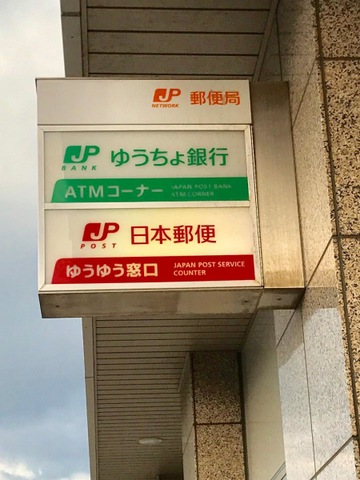 JP 郵便局
NETWORK
JP ゆうちょ銀行
BANK
ATMコーナー JAPAN POST BANK
ATM CORNER
JP 日本郵便
POST
ゆうゆう窓口 JAPAN POST SERVICE
COUNTER